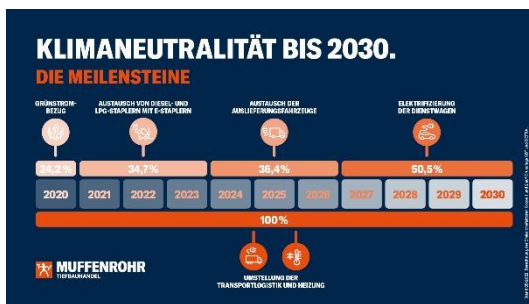 KLIMANEUTRALITÄT BIS 2030.
DIE MEILENSTEINE
GRÜNSTROM-
BEZUG
AUSTAUSCH VON DIESEL- UND
LPG-STAPLERN MIT E-STAPLERN
AUSTAUSCH DER
AUSLIEFERFAHRZEUGE
ELEKTRIFIZIERUNG
DER DIENSTWAGEN
24,2 % 34,7% 36,4% 50,5%
2020 2021 2022 2023 2024 2025 2026 2027 2028 2029 2030
100%
UMSTELLUNG DER
TRANSPORTLOGISTIK UND HEIZUNG
MUFFENROHR
TIEFBAUHANDEL